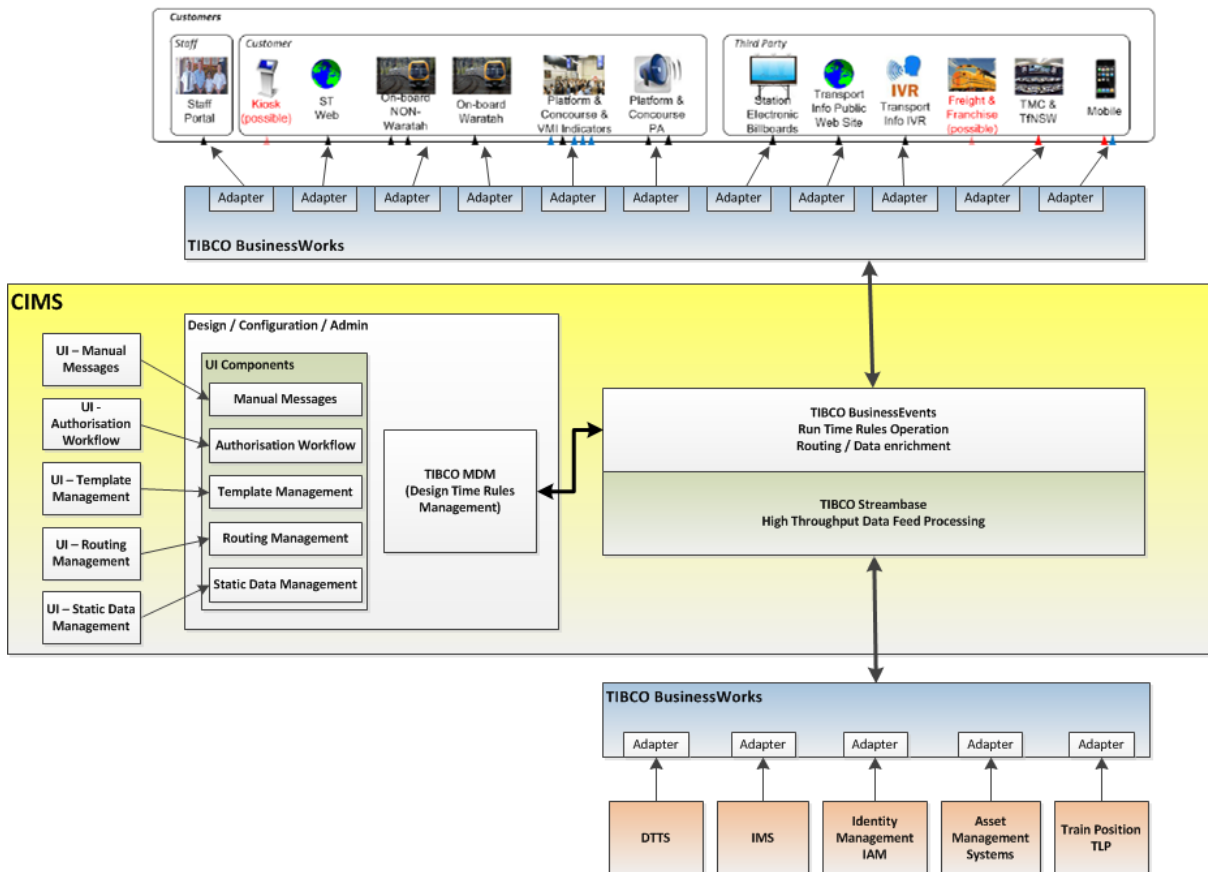 Customers
Staff
Customer
Third Party
Staff
Portal
Kiosk
(possible)
ST
Web
On-board
NON-
Waratah
On-board
Waratah
Platform &
Concourse &
VMI Indicators
Platform &
Concourse
PA
Station
Electronic
Billboards
Transport
Info Public
Web Site
IVR
Transport
Info IVR
Freight &
Franchise
(possible)
TMC &
TfNSW
Mobile
Adapter
Adapter
Adapter
Adapter
Adapter
Adapter
Adapter
Adapter
Adapter
Adapter
Adapter
TIBCO BusinessWorks
CIMS
UI – Manual
Messages
UI -
Authorisation
Workflow
UI – Template
Management
UI – Routing
Management
UI – Static Data
Management
Design / Configuration / Admin
UI Components
Manual Messages
Authorisation Workflow
Template Management
Routing Management
Static Data Management
TIBCO MDM
(Design Time Rules
Management)
TIBCO BusinessEvents
Run Time Rules Operation
Routing / Data enrichment
TIBCO Streambase
High Throughput Data Feed Processing
TIBCO BusinessWorks
Adapter
Adapter
Adapter
Adapter
Adapter
DTTS
IMS
Identity
Management
IAM
Asset
Management
Systems
Train Position
TLP